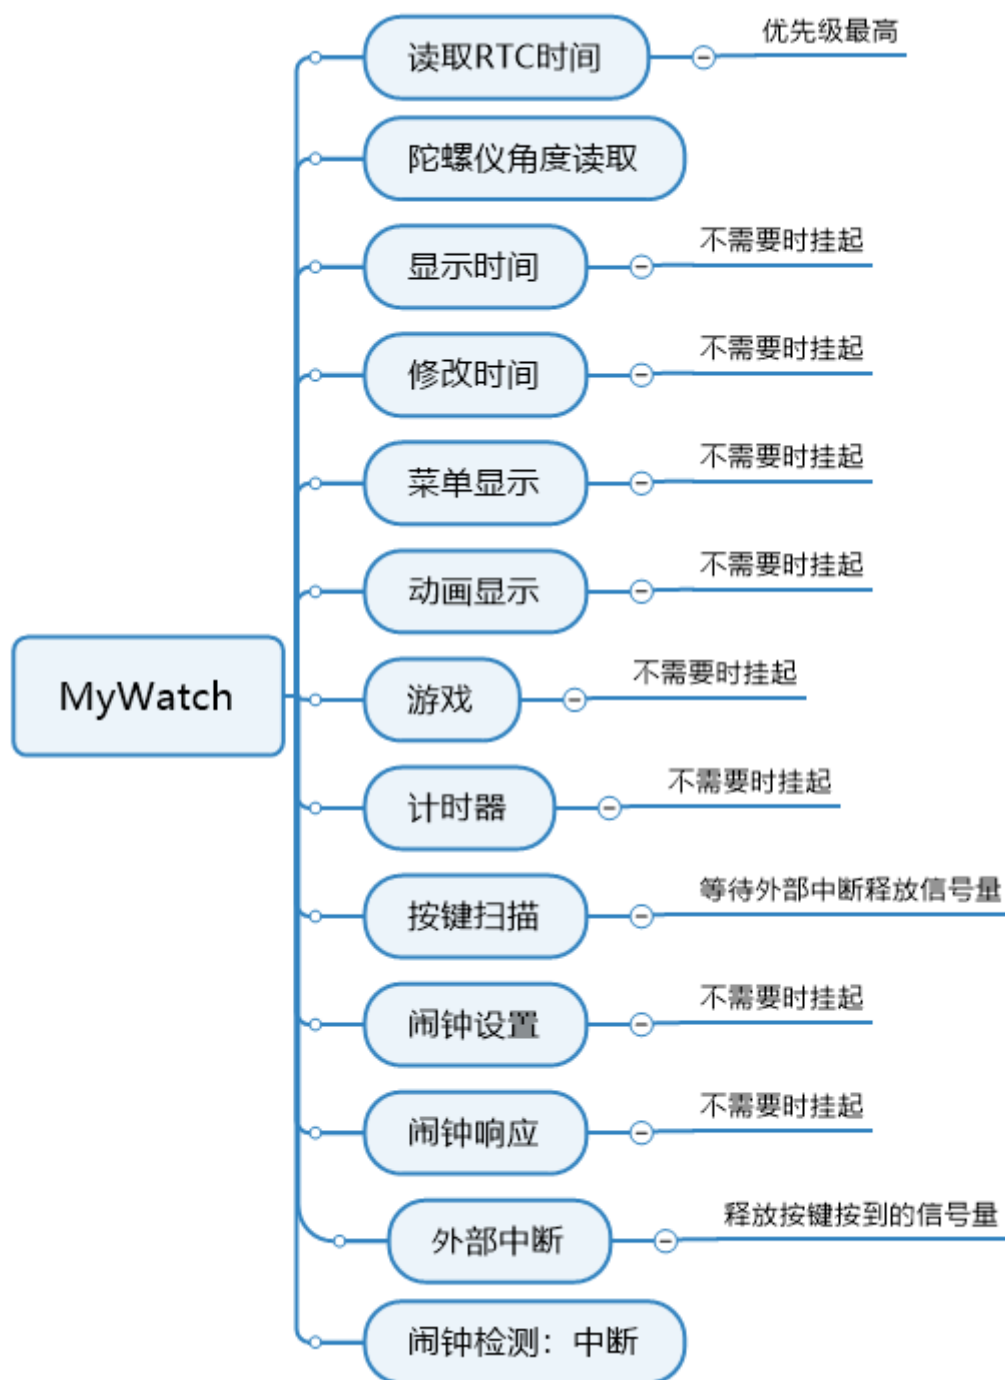 读取RTC时间
优先级最高
陀螺仪角度读取
显示时间
不需要时挂起
修改时间
不需要时挂起
菜单显示
不需要时挂起
动画显示
不需要时挂起
MyWatch
游戏
不需要时挂起
计时器
不需要时挂起
按键扫描
等待外部中断释放信号量
闹钟设置
不需要时挂起
闹钟响应
不需要时挂起
外部中断
释放按键按到的信号量
闹钟检测：中断